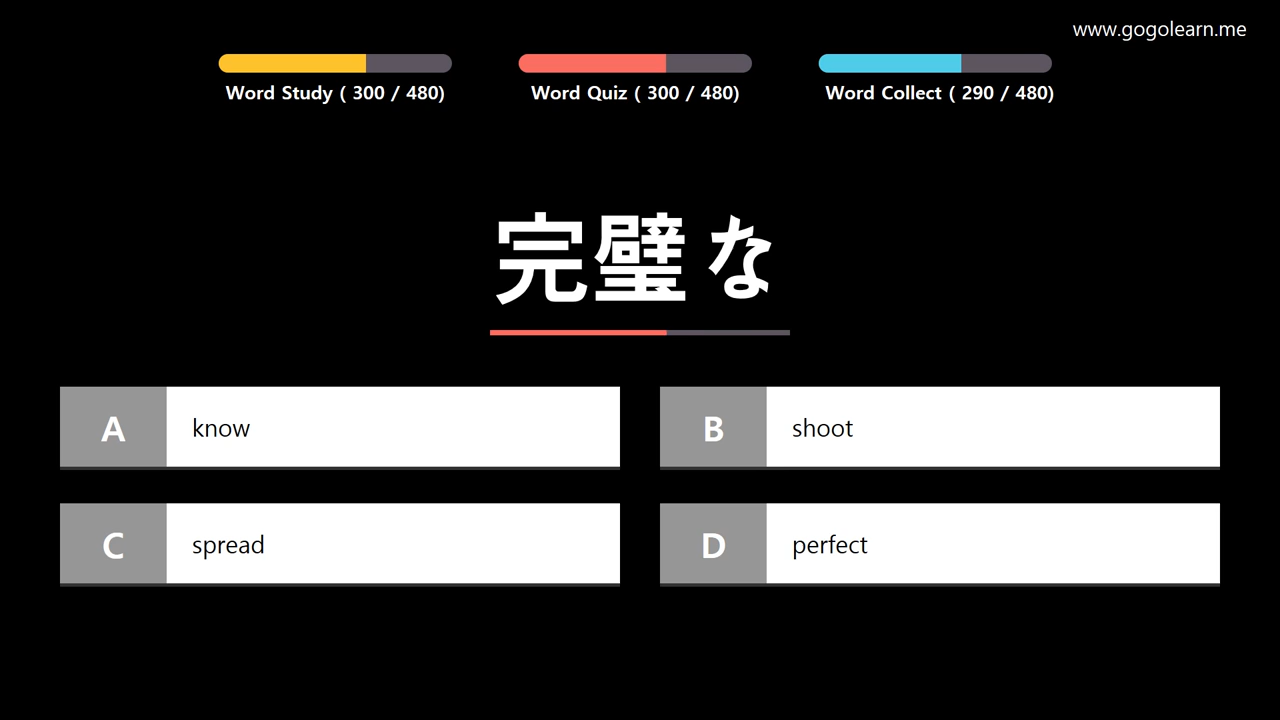 www.gogolearn.me
Word Study ( 300 / 480)
Word Quiz ( 300 / 480)
Word Collect ( 290 / 480)
完璧な
A know
B shoot
C spread
D perfect